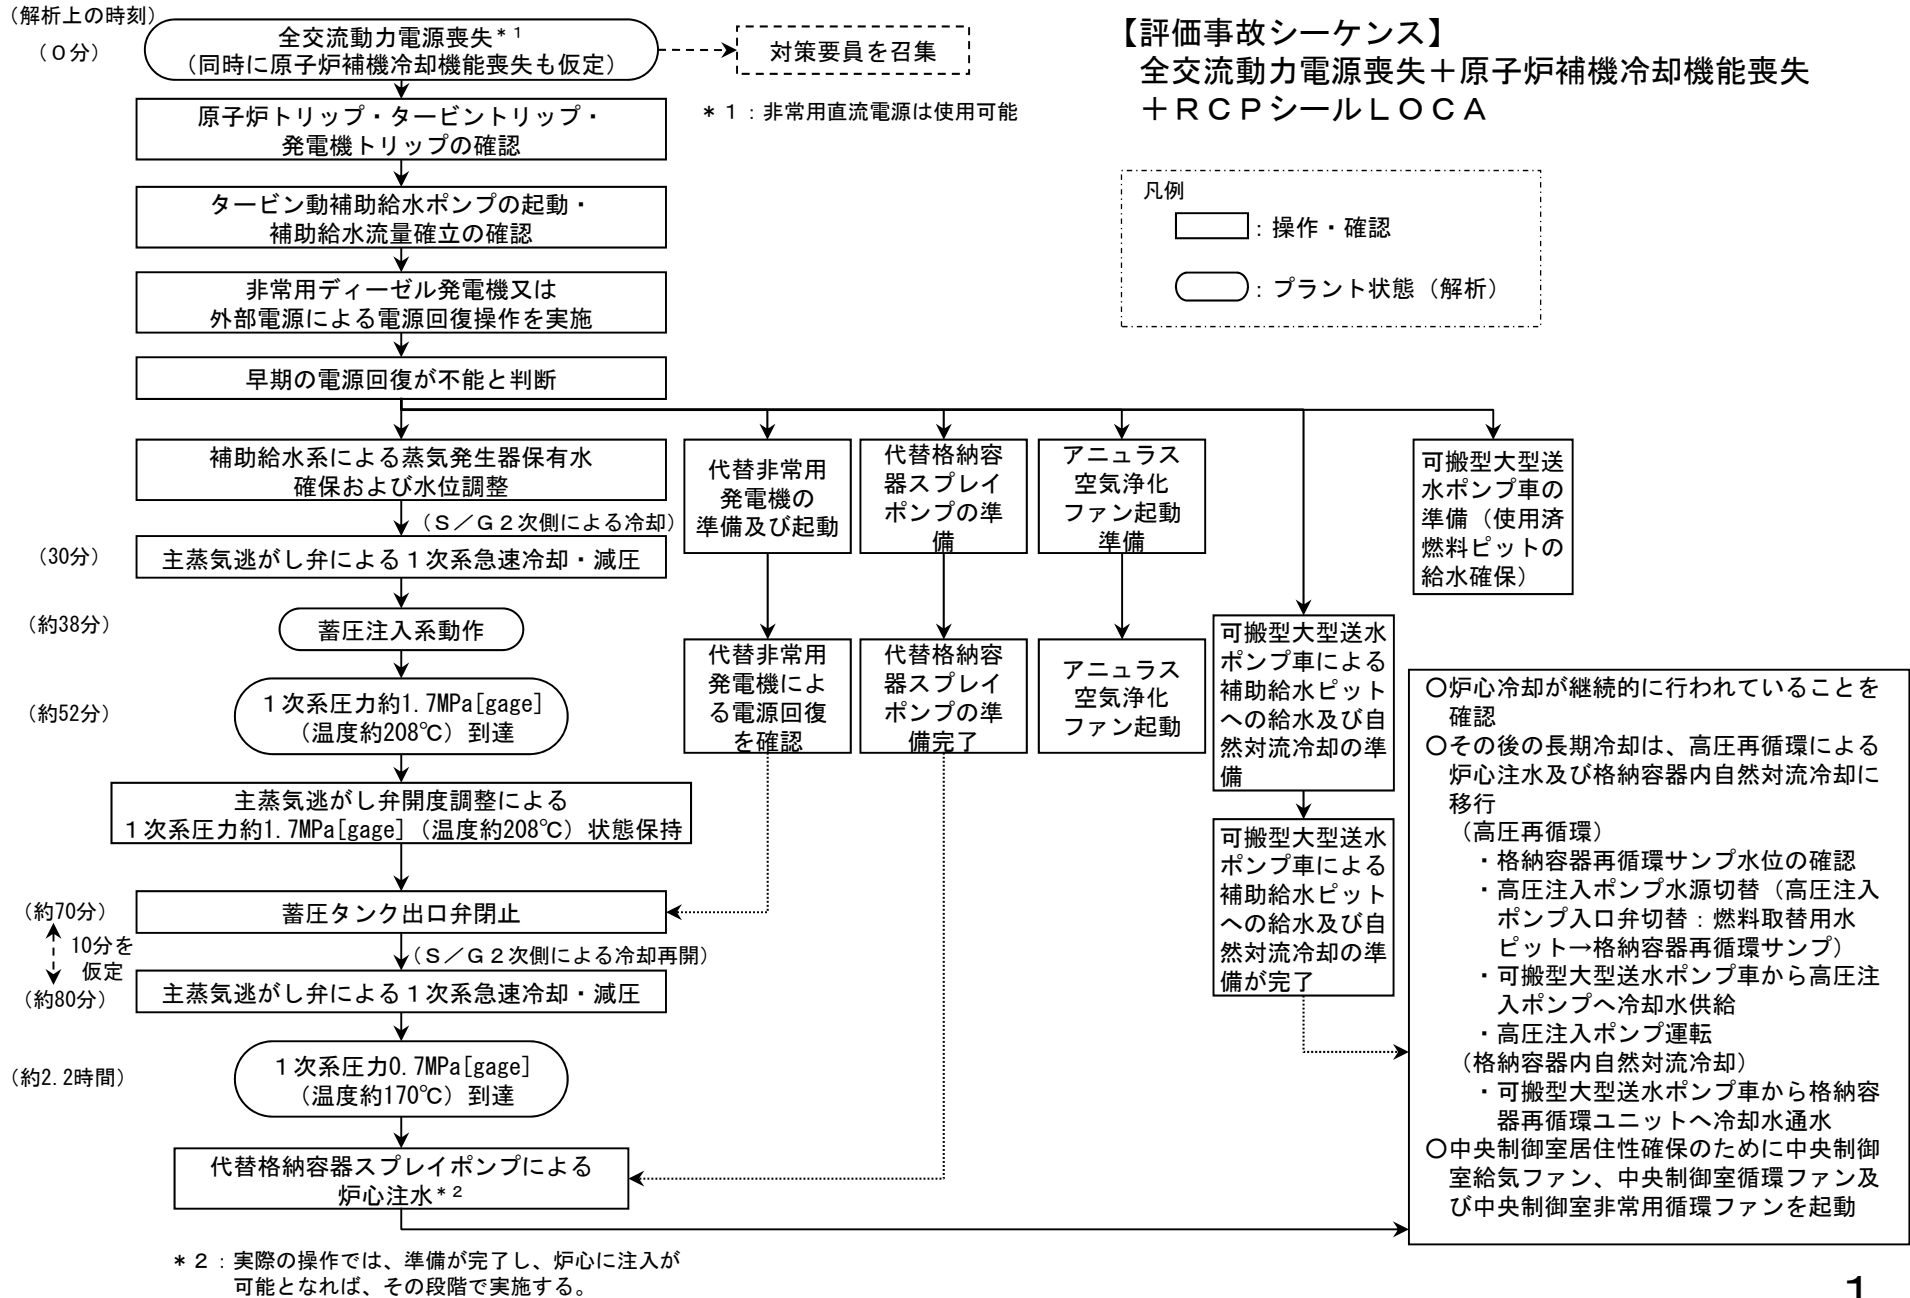 (解析上の時刻)
(0分)
全交流動力電源喪失*1
(同時に原子炉補機冷却機能喪失も仮定)
対策要員を召集
*1:非常用直流電源は使用可能
【評価事故シーケンス】
全交流動力電源喪失+原子炉補機冷却機能喪失
+RCPシールLOCA
凡例
:操作・確認
:プラント状態(解析)
原子炉トリップ・タービントリップ・
発電機トリップの確認
タービン動補助給水ポンプの起動・
補助給水流量確立の確認
非常用ディーゼル発電機又は
外部電源による電源回復操作を実施
早期の電源回復が不能と判断
補助給水系による蒸気発生器保有水
確保および水位調整
(S/G2次側による冷却)
(30分)
主蒸気逃がし弁による1次系急速冷却・減圧
(約38分)
蓄圧注入系動作
(約52分)
1次系圧力約1.7MPa[gage]
(温度約208℃)到達
主蒸気逃がし弁開度調整による
1次系圧力約1.7MPa[gage](温度約208℃)状態保持
(約70分)
蓄圧タンク出口弁閉止
10分を
仮定
(S/G2次側による冷却再開)
(約80分)
主蒸気逃がし弁による1次系急速冷却・減圧
(約2.2時間)
1次系圧力0.7MPa[gage]
(温度約170℃)到達
代替格納容器スプレイポンプによる
炉心注水*2
*2:実際の操作では、準備が完了し、炉心に注入が
可能となれば、その段階で実施する。
代替非常用
発電機の
準備及び起動
代替非常用
発電機によ
る電源回復
を確認
代替格納容
器スプレイ
ポンプの準
備
代替格納容
器スプレイ
ポンプの準
備完了
アニュラス
空気浄化
ファン起動
準備
アニュラス
空気浄化
ファン起動
可搬型大型送水
ポンプ車による
補助給水ピット
への給水及び自
然対流冷却の準
備
可搬型大型送水
ポンプ車による
補助給水ピット
への給水及び自
然対流冷却の準
備が完了
可搬型大型送
水ポンプ車の
準備(使用済
燃料ピットの
給水確保)
○炉心冷却が継続的に行われていることを
確認
○その後の長期冷却は、高圧再循環による
炉心注水及び格納容器内自然対流冷却に
移行
(高圧再循環)
・格納容器再循環サンプ水位の確認
・高圧注入ポンプ水源切替(高圧注入
ポンプ入口弁切替:燃料取替用水
ピット→格納容器再循環サンプ)
・可搬型大型送水ポンプ車から高圧注
入ポンプへ冷却水供給
・高圧注入ポンプ運転
(格納容器内自然対流冷却)
・可搬型大型送水ポンプ車から格納容
器再循環ユニットへ冷却水通水
○中央制御室居住性確保のために中央制御
室給気ファン、中央制御室循環ファン及
び中央制御室非常用循環ファンを起動
1